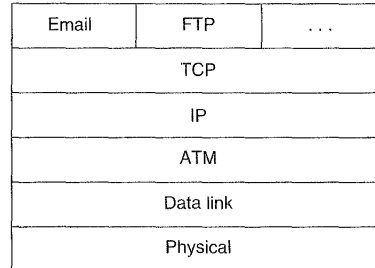 Email FTP . . .
TCP
IP
ATM
Data link
Physical